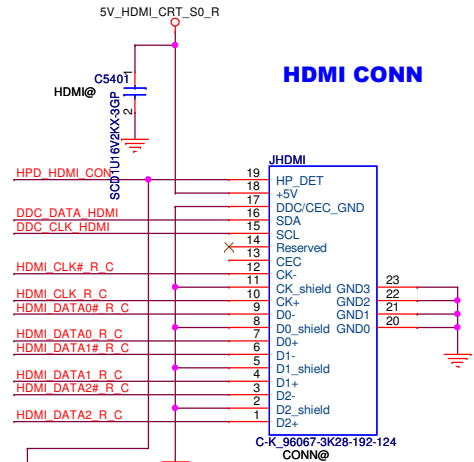 5V_HDMI_CRT_S0_R
HDMI CONN
C5401
HDMI@
1
2
SCD1U16V2KX-3GP
JHDMI
HPD_HDMI_CON 19 HP_DET
18 +5V
17 DDC/CEC_GND
DDC_DATA_HDMI 16 SDA
DDC_CLK_HDMI 15 SCL
14 Reserved
13 CEC
HDMI_CLK#_R_C 12 CK-
11 CK_shield GND3 23
HDMI_CLK_R_C 10 CK+ GND2 22
HDMI_DATA0#_R_C 9 D0- GND1 21
8 D0_shield GND0 20
HDMI_DATA0_R_C 7 D0+
HDMI_DATA1#_R_C 6 D1-
5 D1_shield
HDMI_DATA1_R_C 4 D1+
HDMI_DATA2#_R_C 3 D2-
2 D2_shield
HDMI_DATA2_R_C 1 D2+
C-K_96067-3K28-192-124
CONN@